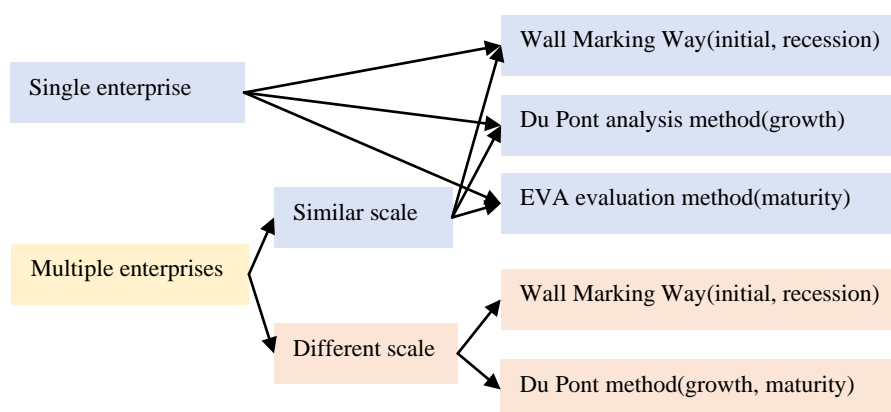 Wall Marking Way(initial, recession)
Single enterprise
Du Pont analysis method(growth)
EVA evaluation method(maturity)
Similar scale
Multiple enterprises
Wall Marking Way(initial, recession)
Different scale
Du Pont method(growth, maturity)